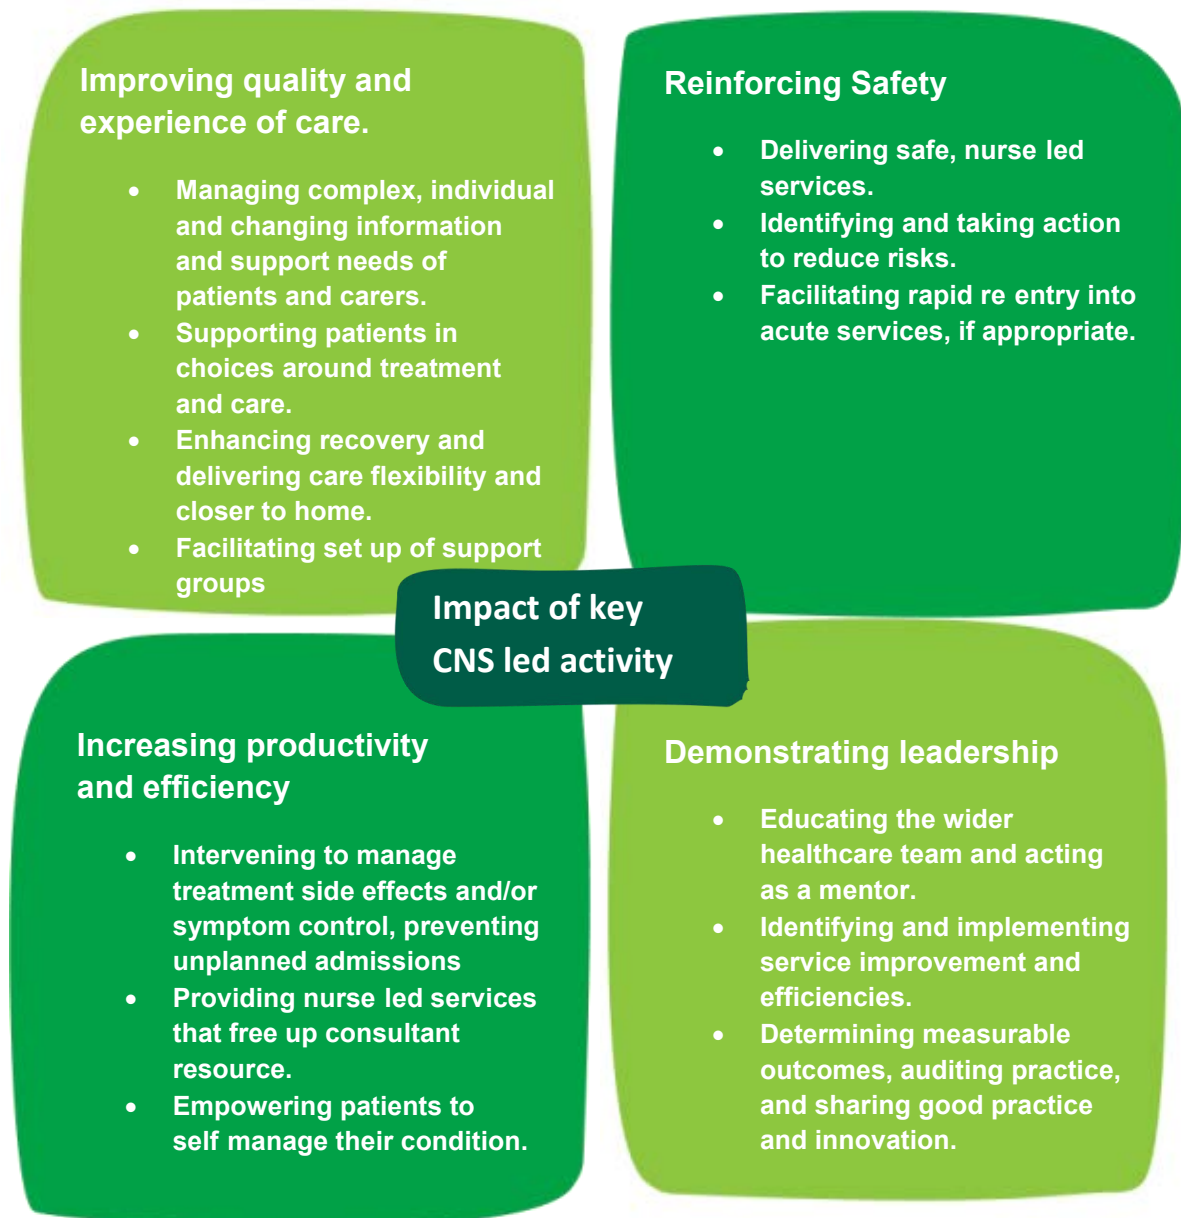 Improving quality and
experience of care.
• Managing complex, individual
and changing information
and support needs of
patients and carers.
• Supporting patients in
choices around treatment
and care.
• Enhancing recovery and
delivering care flexibility and
closer to home.
• Facilitating set up of support
groups
Reinforcing Safety
• Delivering safe, nurse led
services.
• Identifying and taking action
to reduce risks.
• Facilitating rapid re entry into
acute services, if appropriate.
Impact of key
CNS led activity
Increasing productivity
and efficiency
• Intervening to manage
treatment side effects and/or
symptom control, preventing
unplanned admissions
• Providing nurse led services
that free up consultant
resource.
• Empowering patients to
self manage their condition.
Demonstrating leadership
• Educating the wider
healthcare team and acting
as a mentor.
• Identifying and implementing
service improvement and
efficiencies.
• Determining measurable
outcomes, auditing practice,
and sharing good practice
and innovation.